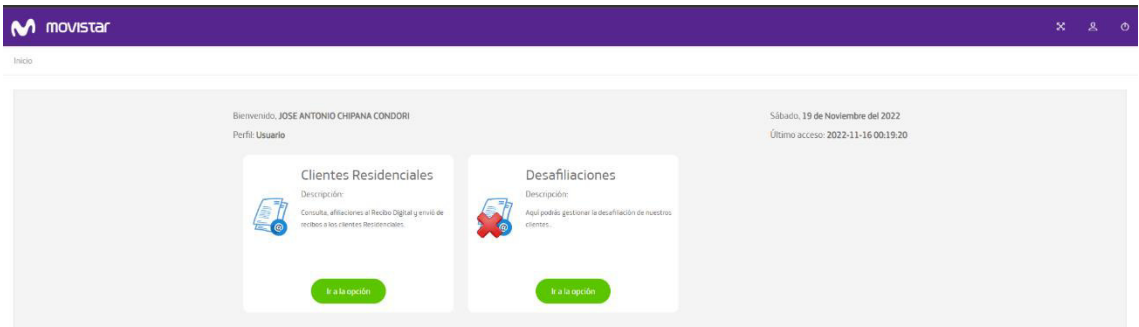 movistar
Inicio
Bienvenido, JOSE ANTONIO CHIPANA CONDORI
Sábado, 19 de Noviembre del 2022
Perfil: Usuario
Último acceso: 2022-11-16 00:19:20
Clientes Residenciales
Descripción:
Consulta, afiliaciones al Recibo Digital y envió de
recibos a los clientes Residenciales.
Ir a la opción
Desafiliaciones
Descripción:
Aquí podrás gestionar la desafiliación de nuestros
clientes..
Ir a la opción